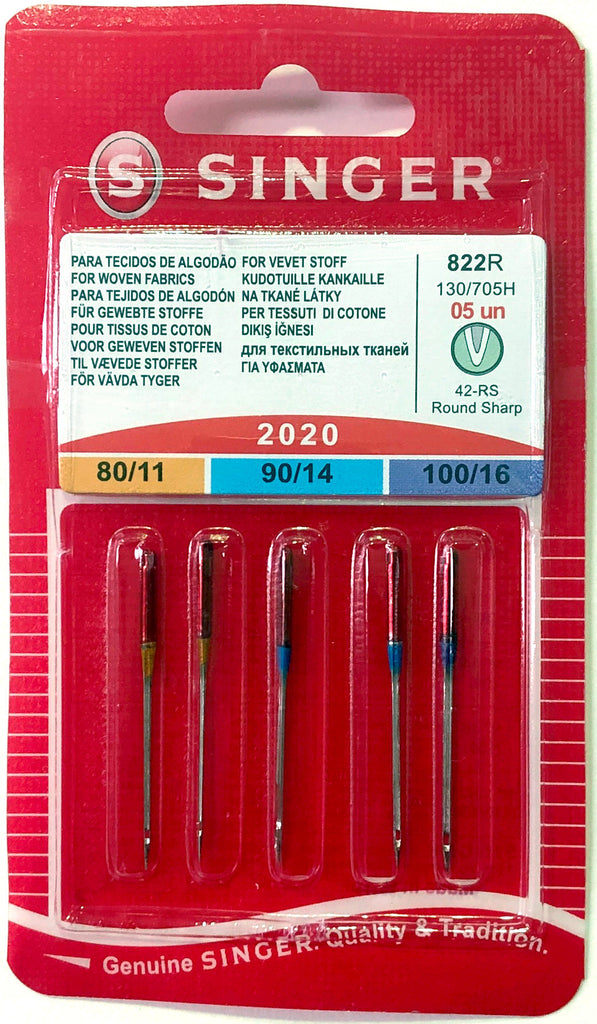 S SINGER®
PARA TECIDOS DE ALGODÃO
FOR WOVEN FABRICS
PARA TEJIDOS DE ALGODÓN
FÜR GEWEBTE STOFFE
POUR TISSUS DE COTON
VOOR GEWEVEN STOFFEN
TIL VÆVEDE STOFFER
FÖR VÄVDA TYGER
FOR VEVET STOFF
KUDOTUILLE KANKAILLE
NA TKANÉ LÁTKY
PER TESSUTI DI COTONE
DIKIŞ İĞNESI
для текстильных тканей
ΓΙΑ ΥΦΑΣΜΑΤΑ
822R
130/705H
05 un
42-RS
Round Sharp
2020
80/11 90/14 100/16
Genuine SINGER. Quality & Tradition.